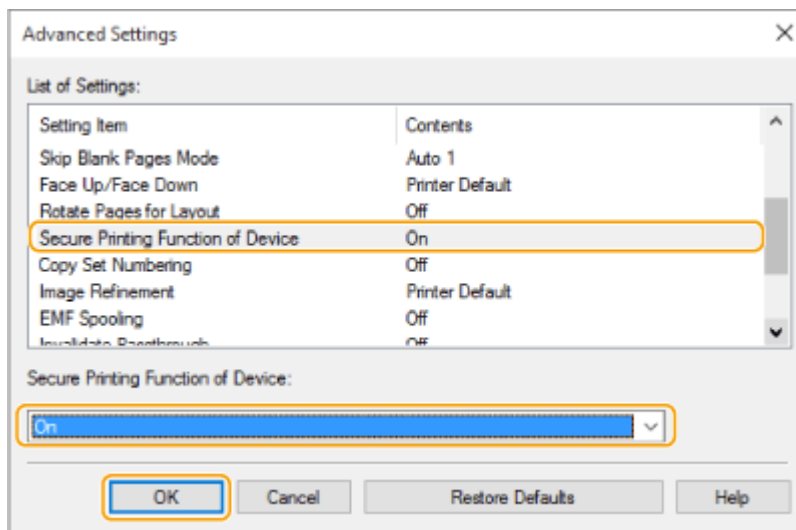 Advanced Settings
List of Settings:
Setting Item Contents
Skip Blank Pages Mode Auto 1
Face Up/Face Down Printer Default
Rotate Pages for Layout Off
Secure Printing Function of Device On
Copy Set Numbering Off
Image Refinement Printer Default
EMF Spooling Off
Invalidate Passthrough Off
Secure Printing Function of Device:
On
OK Cancel Restore Defaults Help